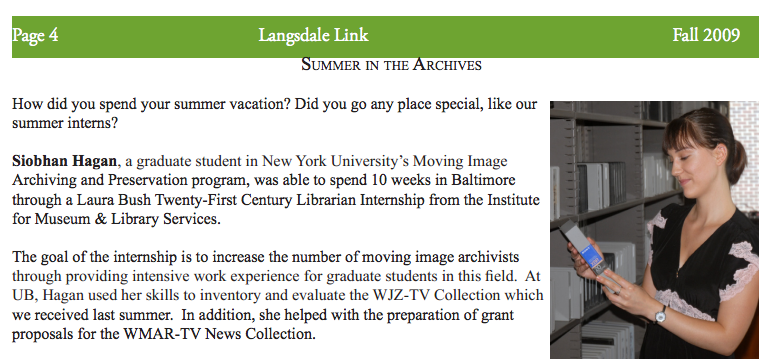 Page 4 Langsdale Link Fall 2009
SUMMER IN THE ARCHIVES
How did you spend your summer vacation? Did you go any place special, like our
summer interns?
Siobhan Hagan, a graduate student in New York University's Moving Image
Archiving and Preservation program, was able to spend 10 weeks in Baltimore
through a Laura Bush Twenty-First Century Librarian Internship from the Institute
for Museum & Library Services.
The goal of the internship is to increase the number of moving image archivists
through providing intensive work experience for graduate students in this field. At
UB, Hagan used her skills to inventory and evaluate the WJZ-TV Collection which
we received last summer. In addition, she helped with the preparation of grant
proposals for the WMAR-TV News Collection.